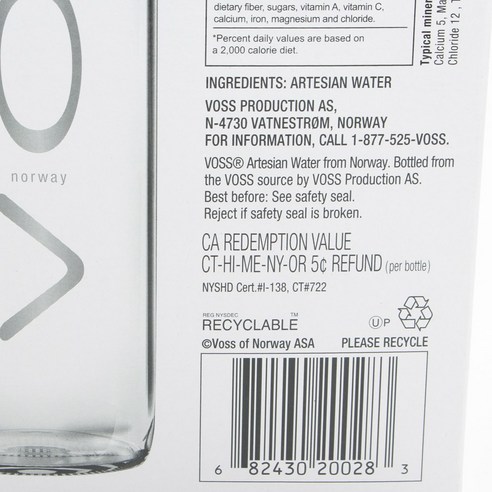 dietary fiber, sugars, vitamin A, vitamin C,
calcium, iron, magnesium and chloride.
*Percent daily values are based on
a 2,000 calorie diet.
Calcium 5,
Chloride 12 ,
INGREDIENTS: ARTESIAN WATER
VOSS PRODUCTION AS,
N-4730 VATNESTRØM, NORWAY
FOR INFORMATION, CALL 1-877-525-VOSS.
VOSS® Artesian Water from Norway. Bottled from
the VOSS source by VOSS Production AS.
Best before: See safety seal.
Reject if safety seal is broken.
CA REDEMPTION VALUE
CT-HI-ME-NY-OR 5¢ REFUND (per bottle)
NYSHD Cert.#I-138, CT#722
REG NYSDEC
RECYCLABLE™
UP
©Voss of Norway ASA PLEASE RECYCLE
6 82430 20028 3
norway